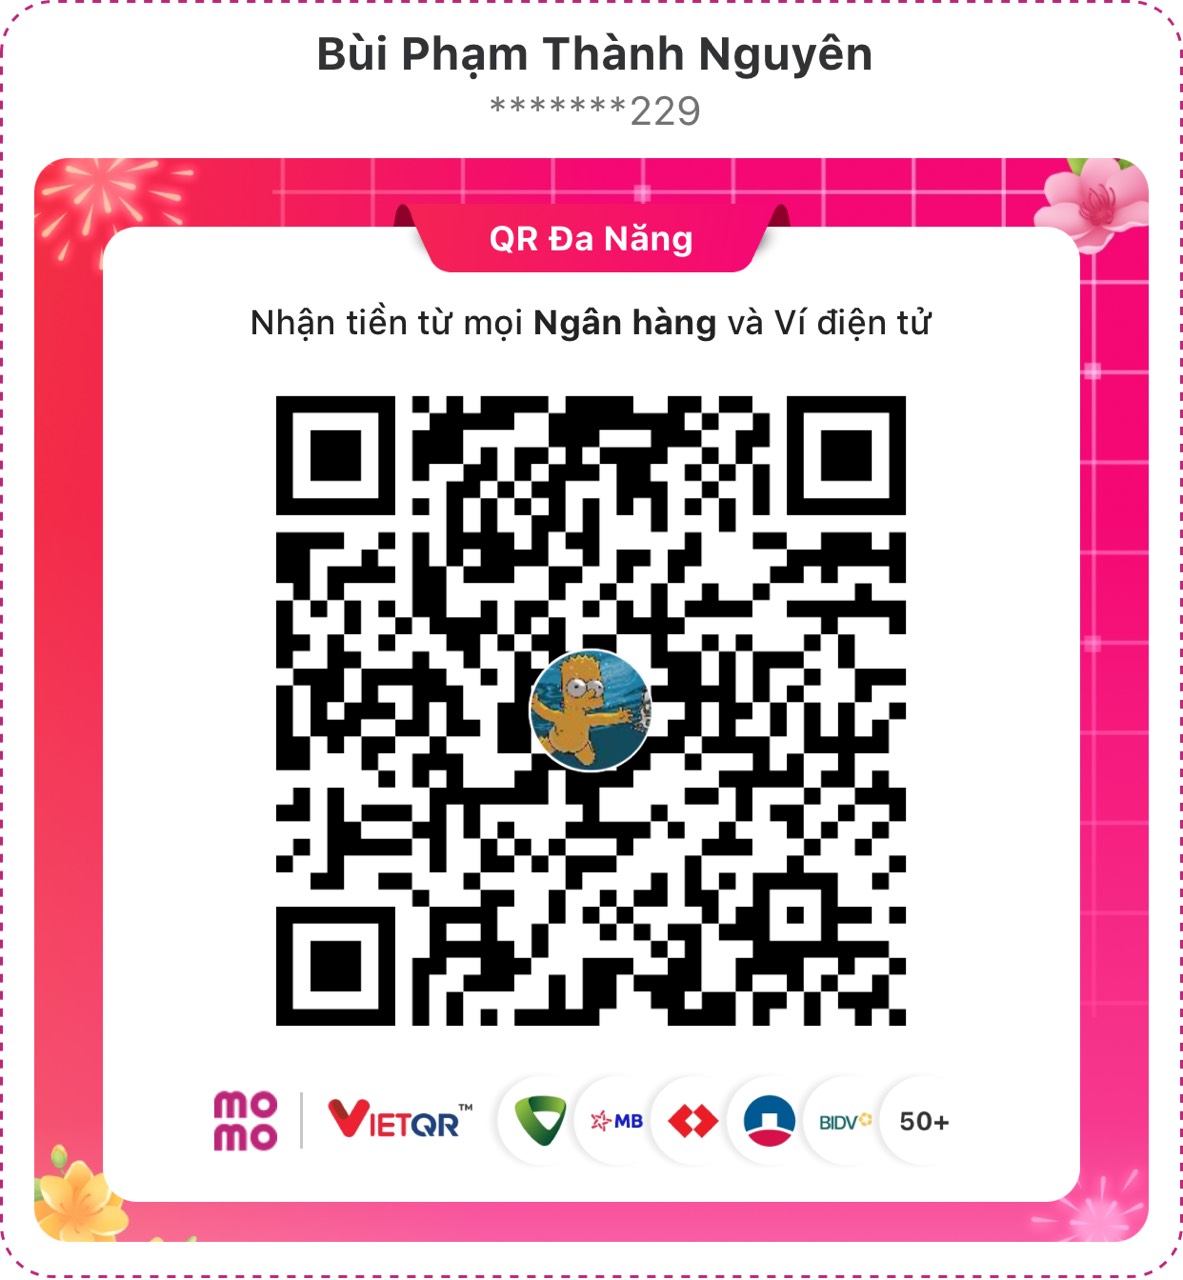 Bùi Phạm Thành Nguyên
*******229
QR Đa Năng
Nhận tiền từ mọi Ngân hàng và Ví điện tử
mo
mo
VIETQR™
MB
BIDV
50+